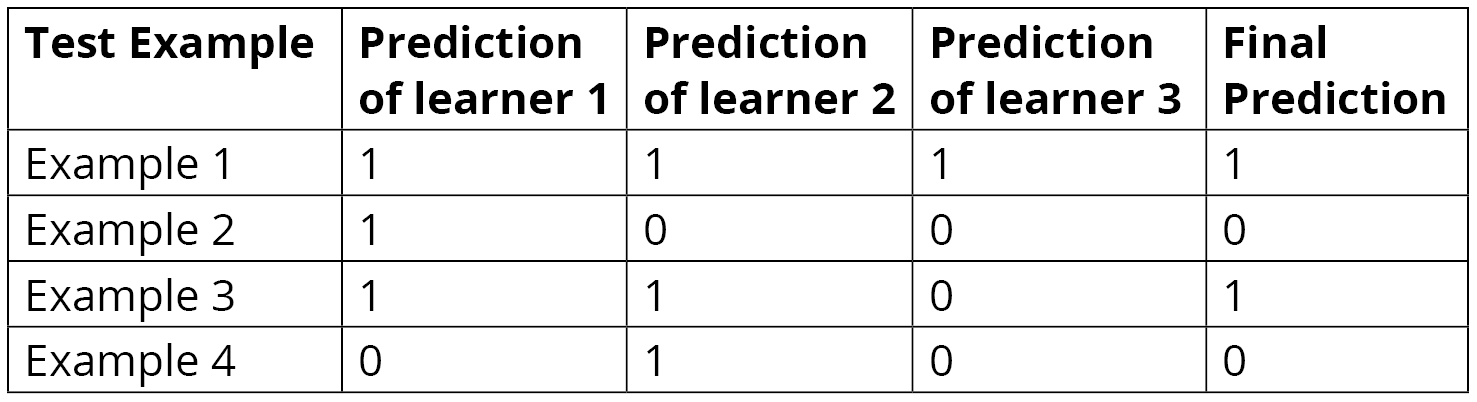 Test Example Prediction of learner 1 Prediction of learner 2 Prediction of learner 3 Final Prediction
Example 1 1 1 1 1
Example 2 1 0 0 0
Example 3 1 1 0 1
Example 4 0 1 0 0